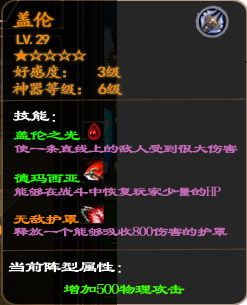 盖伦
LV.29
★☆☆☆☆
好感度： 3级
神器等级： 6级
技能：
盖伦之光
使一条直线上的敌人受到很大伤害
德玛西亚
能够在战斗中恢复玩家少量的HP
无敌护罩
释放一个能够吸收800伤害的护罩
当前阵型属性：
增加500物理攻击